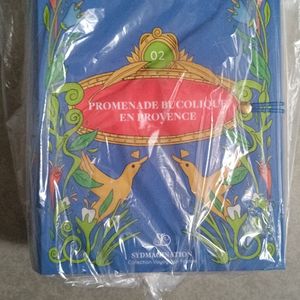 02
PROMENADE BUCOLIQUE
EN PROVENCE
SYDMAGINATION